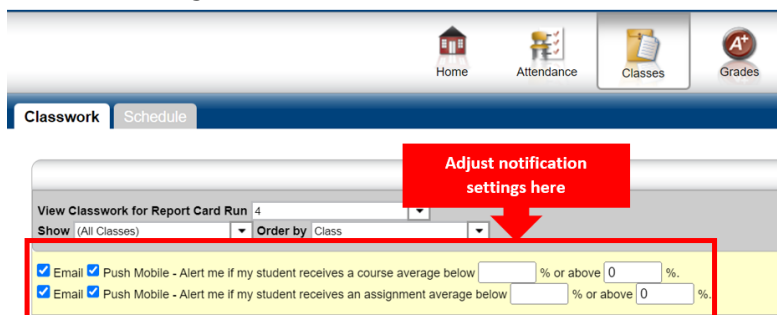 Home Attendance Classes Grades
Classwork Schedule
Adjust notification
settings here
View Classwork for Report Card Run 4
Show (All Classes) Order by Class
Email Push Mobile - Alert me if my student receives a course average below % or above 0 %.
Email Push Mobile - Alert me if my student receives an assignment average below % or above 0 %.